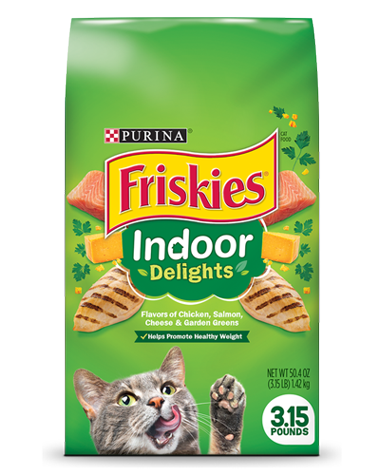 PURINA®
CAT
FOOD
Friskies®
Indoor
Delights
Flavors of Chicken, Salmon,
Cheese & Garden Greens
✓Helps Promote Healthy Weight
NET WT 50.4 OZ
(3.15 LB) 1.42 kg
3.15
POUNDS